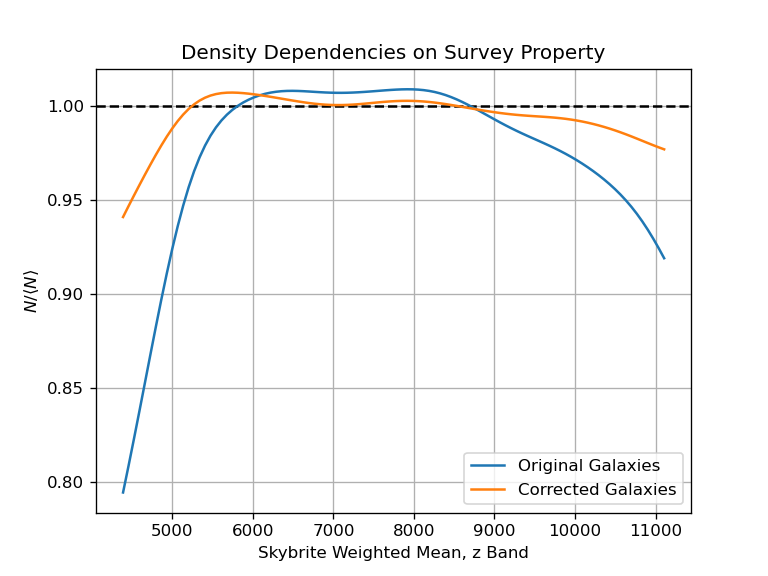 Density Dependencies on Survey Property
N/⟨N⟩
1.00
0.95
0.90
0.85
0.80
Original Galaxies
Corrected Galaxies
5000 6000 7000 8000 9000 10000 11000
Skybrite Weighted Mean, z Band